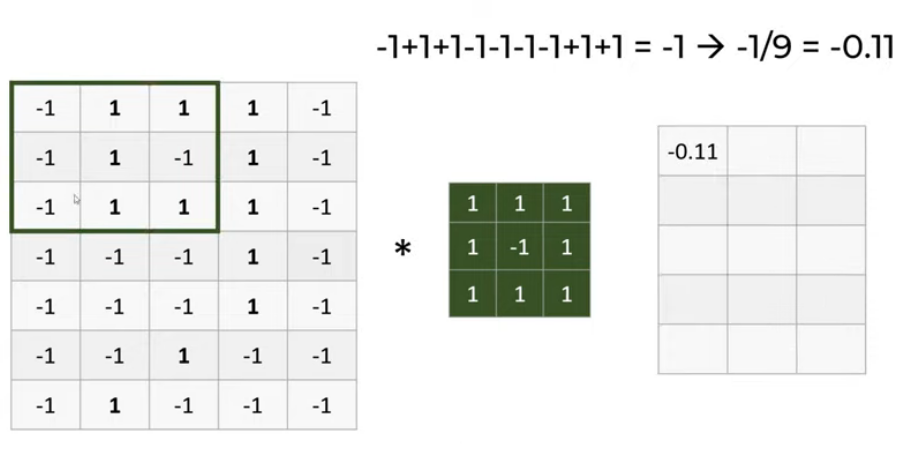 -1+1+1-1-1-1-1+1+1 = -1 → -1/9 = -0.11
-1 1 1 1 -1
-1 1 -1 1 -1
-1 1 1 1 -1
-1 -1 -1 1 -1
-1 -1 -1 1 -1
-1 -1 1 -1 -1
-1 1 -1 -1 -1
*
1 1 1
1 -1 1
1 1 1
-0.11